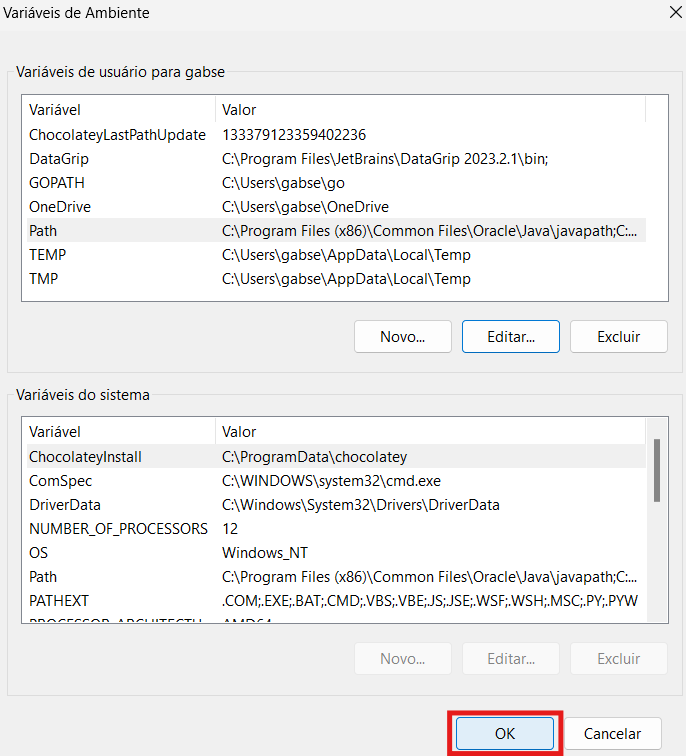 Variáveis de Ambiente
Variáveis de usuário para gabse
Variável Valor
ChocolateyLastPathUpdate 133379123359402236
DataGrip C:\Program Files\JetBrains\DataGrip 2023.2.1\bin;
GOPATH C:\Users\gabse\go
OneDrive C:\Users\gabse\OneDrive
Path C:\Program Files (x86)\Common Files\Oracle\Java\javapath;C:...
TEMP C:\Users\gabse\AppData\Local\Temp
TMP C:\Users\gabse\AppData\Local\Temp
Novo... Editar... Excluir
Variáveis do sistema
Variável Valor
ChocolateyInstall C:\ProgramData\chocolatey
ComSpec C:\WINDOWS\system32\cmd.exe
DriverData C:\Windows\System32\Drivers\DriverData
NUMBER_OF_PROCESSORS 12
OS Windows_NT
Path C:\Program Files (x86)\Common Files\Oracle\Java\javapath;C:...
PATHEXT .COM;.EXE;.BAT;.CMD;.VBS;.VBE;.JS;.JSE;.WSF;.WSH;.MSC;.PY;.PYW
Novo... Editar... Excluir
OK Cancelar